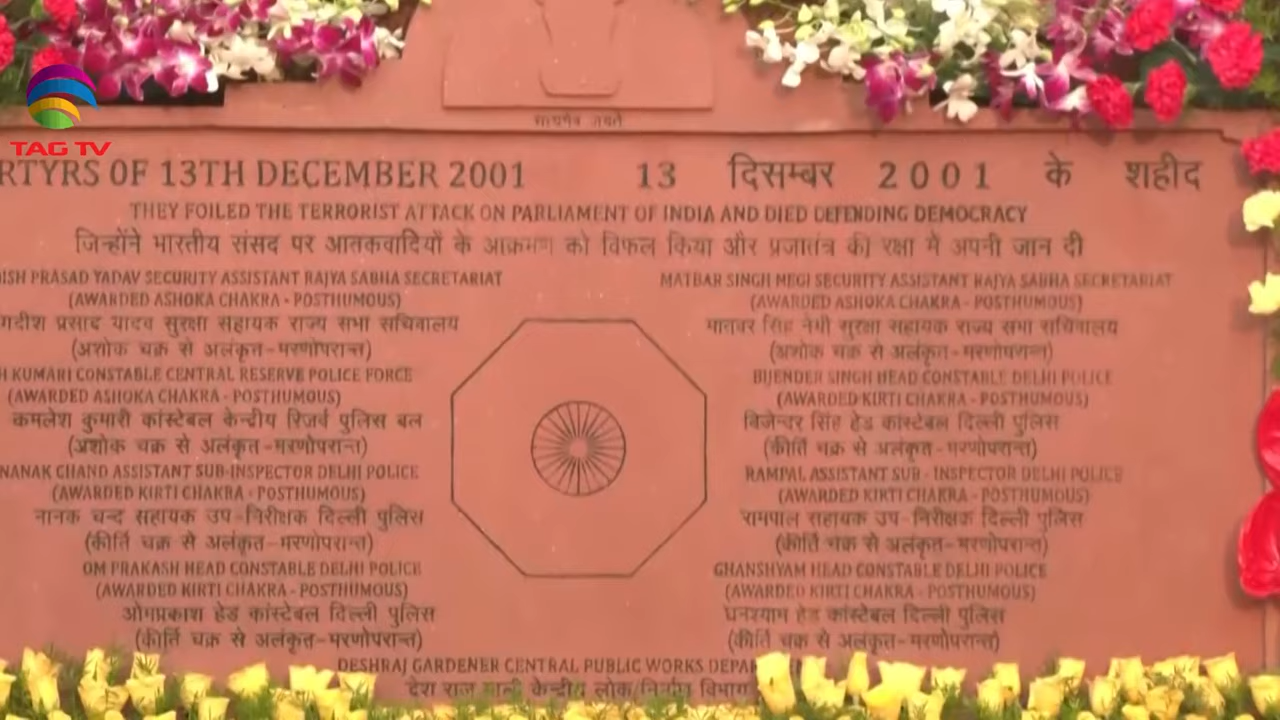 TAG TV
सत्यमेव जयते
RTYRS OF 13TH DECEMBER 2001 13 दिसम्बर 2001 के शहीद
THEY FOILED THE TERRORIST ATTACK ON PARLIAMENT OF INDIA AND DIED DEFENDING DEMOCRACY
जिन्होंने भारतीय संसद पर आतंकवादियों के आक्रमण को विफल किया और प्रजातंत्र की रक्षा में अपनी जान दी
ISH PRASAD YADAV SECURITY ASSISTANT RAJYA SABHA SECRETARIAT
(AWARDED ASHOKA CHAKRA - POSTHUMOUS)
गदीश प्रसाद यादव सुरक्षा सहायक राज्य सभा सचिवालय
(अशोक चक्र से अलंकृत-मरणोपरान्त)
H KUMARI CONSTABLE CENTRAL RESERVE POLICE FORCE
(AWARDED ASHOKA CHAKRA - POSTHUMOUS)
कमलेश कुमारी कांस्टेबल केन्द्रीय रिजर्व पुलिस बल
(अशोक चक्र से अलंकृत-मरणोपरान्त)
NANAK CHAND ASSISTANT SUB-INSPECTOR DELHI POLICE
(AWARDED KIRTI CHAKRA - POSTHUMOUS)
नानक चन्द सहायक उप-निरीक्षक दिल्ली पुलिस
(कीर्ति चक्र से अलंकृत-मरणोपरान्त)
OM PRAKASH HEAD CONSTABLE DELHI POLICE
(AWARDED KIRTI CHAKRA - POSTHUMOUS)
ओमप्रकाश हेड कांस्टेबल दिल्ली पुलिस
(कीर्ति चक्र से अलंकृत-मरणोपरान्त)
MATBAR SINGH NEGI SECURITY ASSISTANT RAJYA SABHA SECRETARIAT
(AWARDED ASHOKA CHAKRA - POSTHUMOUS)
मातबर सिंह नेगी सुरक्षा सहायक राज्य सभा सचिवालय
(अशोक चक्र से अलंकृत-मरणोपरान्त)
BIJENDER SINGH HEAD CONSTABLE DELHI POLICE
(AWARDED KIRTI CHAKRA - POSTHUMOUS)
बिजेन्दर सिंह हेड कांस्टेबल दिल्ली पुलिस
(कीर्ति चक्र से अलंकृत-मरणोपरान्त)
RAMPAL ASSISTANT SUB - INSPECTOR DELHI POLICE
(AWARDED KIRTI CHAKRA - POSTHUMOUS)
रामपाल सहायक उप-निरीक्षक दिल्ली पुलिस
(कीर्ति चक्र से अलंकृत-मरणोपरान्त)
GHANSHYAM HEAD CONSTABLE DELHI POLICE
(AWARDED KIRTI CHAKRA - POSTHUMOUS)
घनश्याम हेड कांस्टेबल दिल्ली पुलिस
(कीर्ति चक्र से अलंकृत-मरणोपरान्त)
DESHRAJ GARDENER CENTRAL PUBLIC WORKS DEPAR
देश राज माली केन्द्रीय लोक निर्माण विभाग